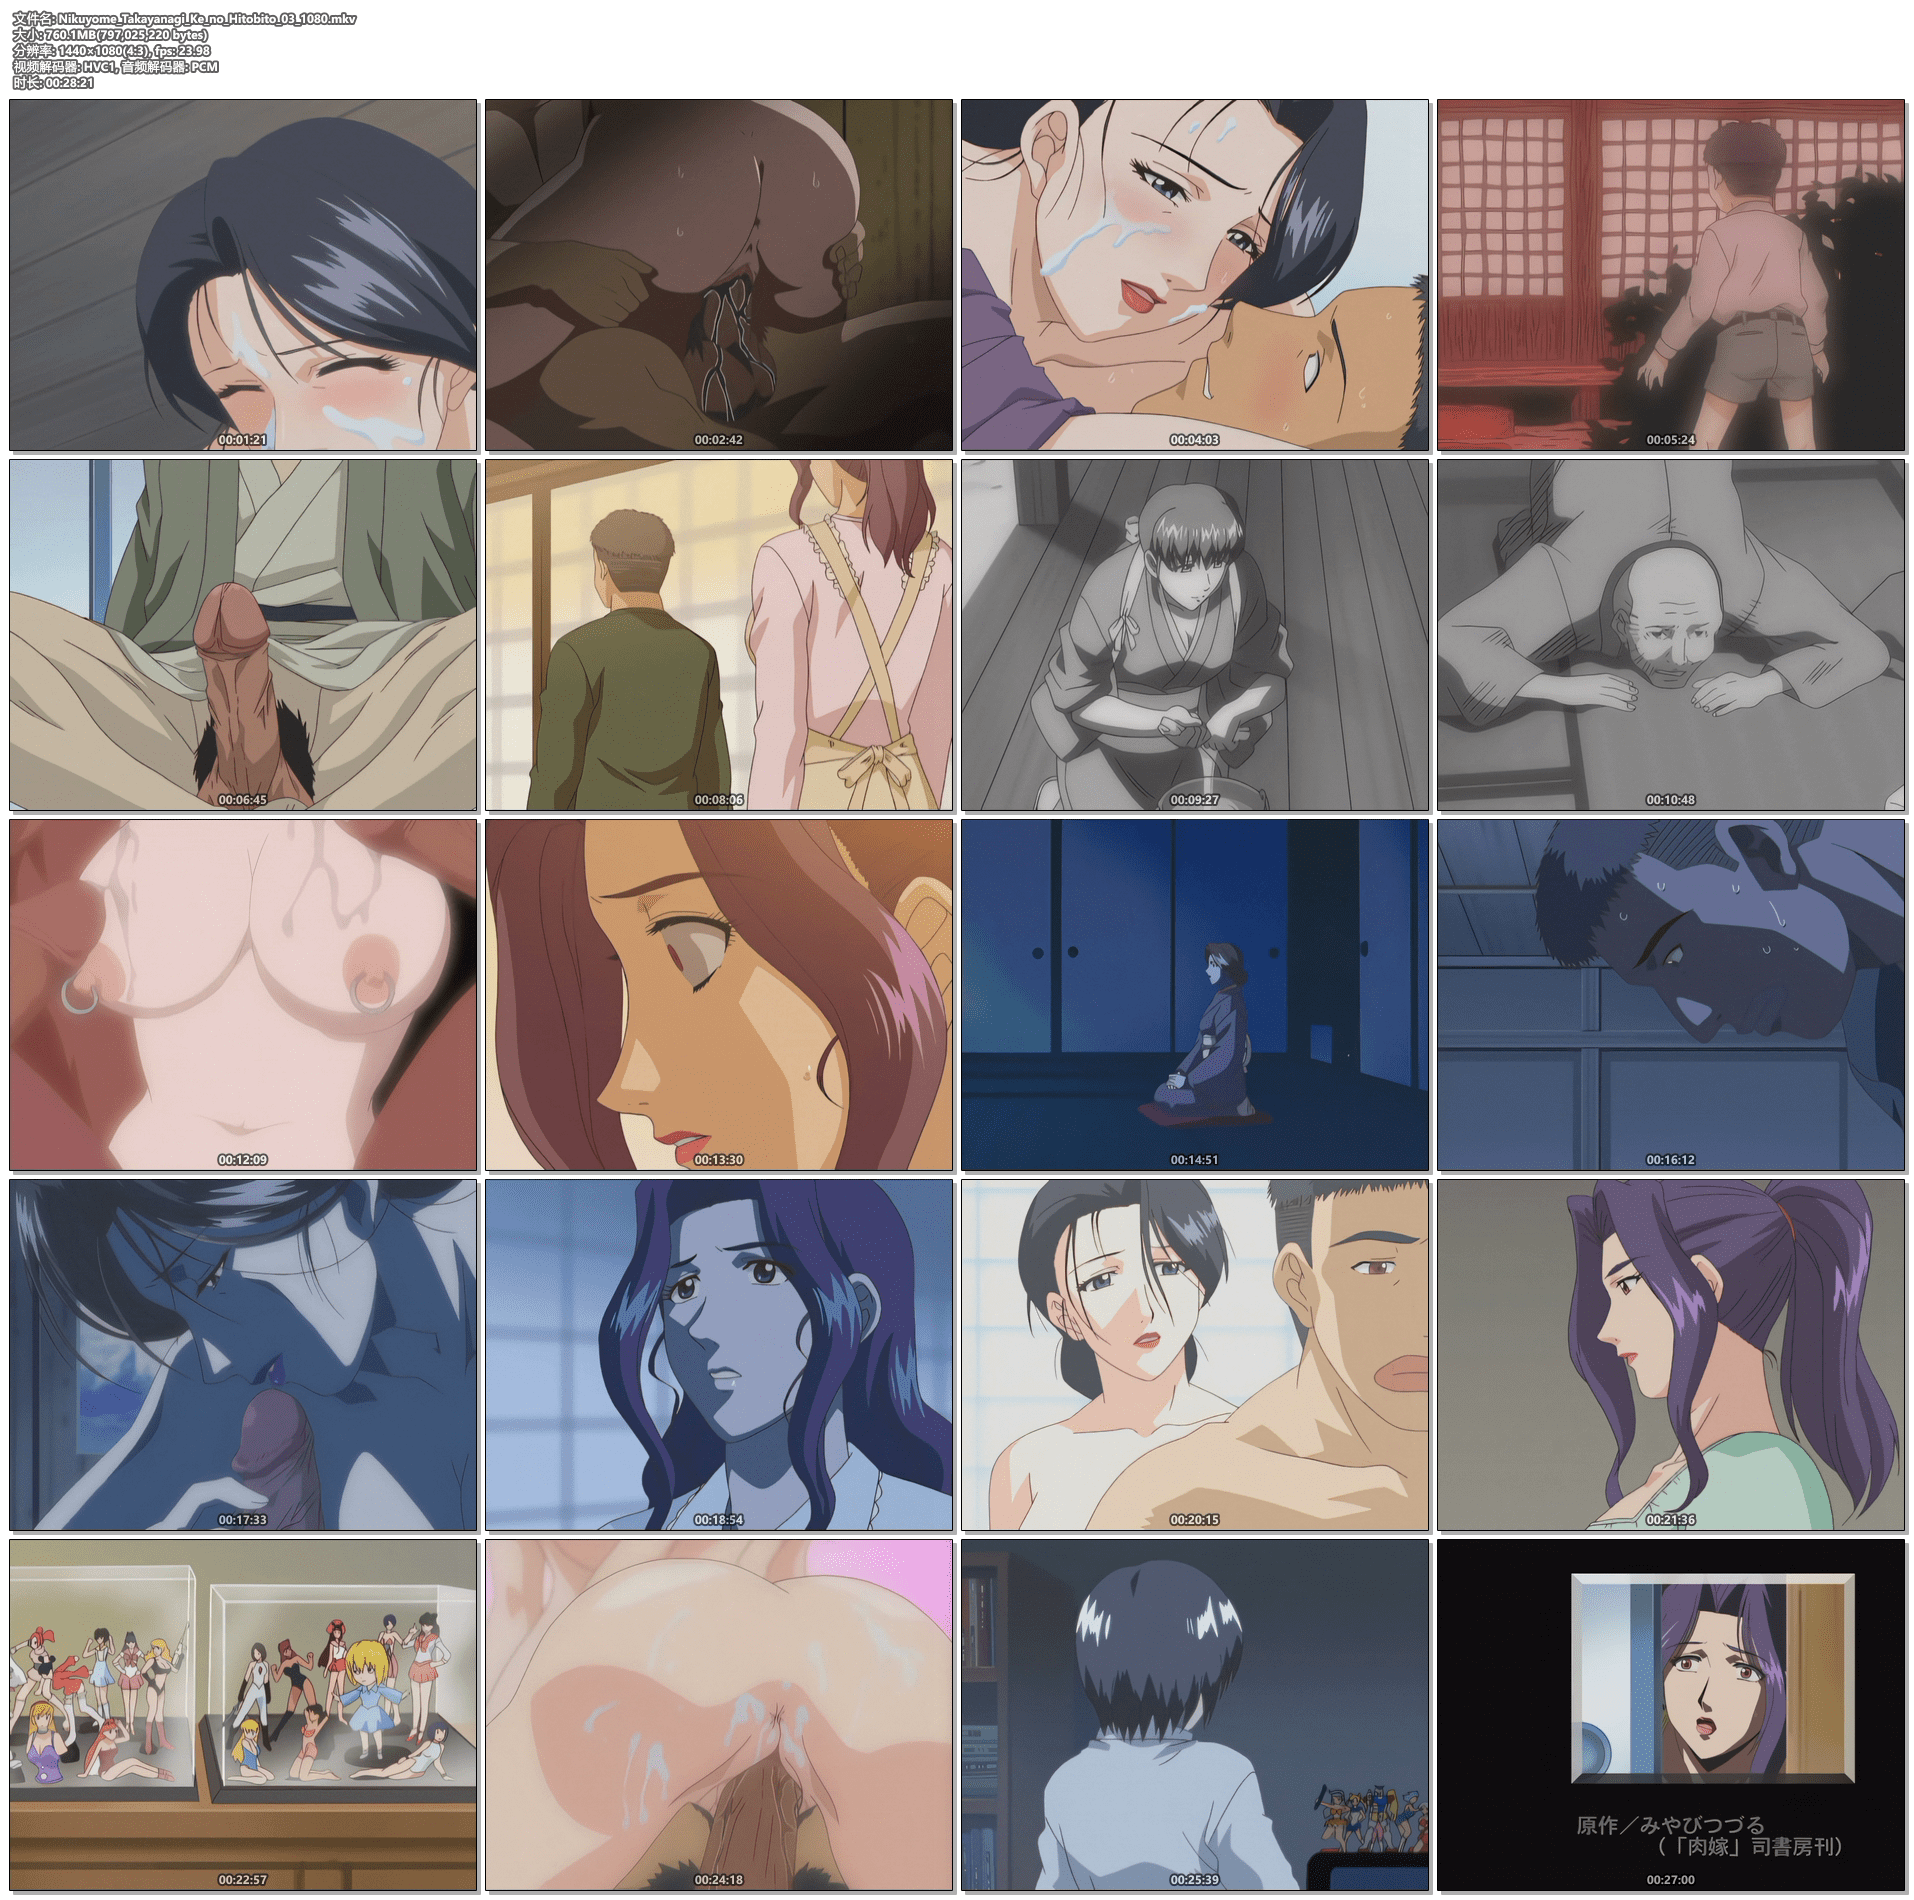 文件名: Nikuyome_Takayanagi_Ke_no_Hitobito_03_1080.mkv
大小: 760.1MB(797,025,220 bytes)
分辨率: 1440×1080(4:3), fps: 23.98
视频解码器: HVC1, 音频解码器: PCM
时长: 00:28:21
00:01:21
00:02:42
00:04:03
00:05:24
00:06:45
00:08:06
00:09:27
00:10:48
00:12:09
00:13:30
00:14:51
00:16:12
00:17:33
00:18:54
00:20:15
00:21:36
00:22:57
00:24:18
00:25:39
原作／みやびつづる
（「肉嫁」司書房刊）
00:27:00